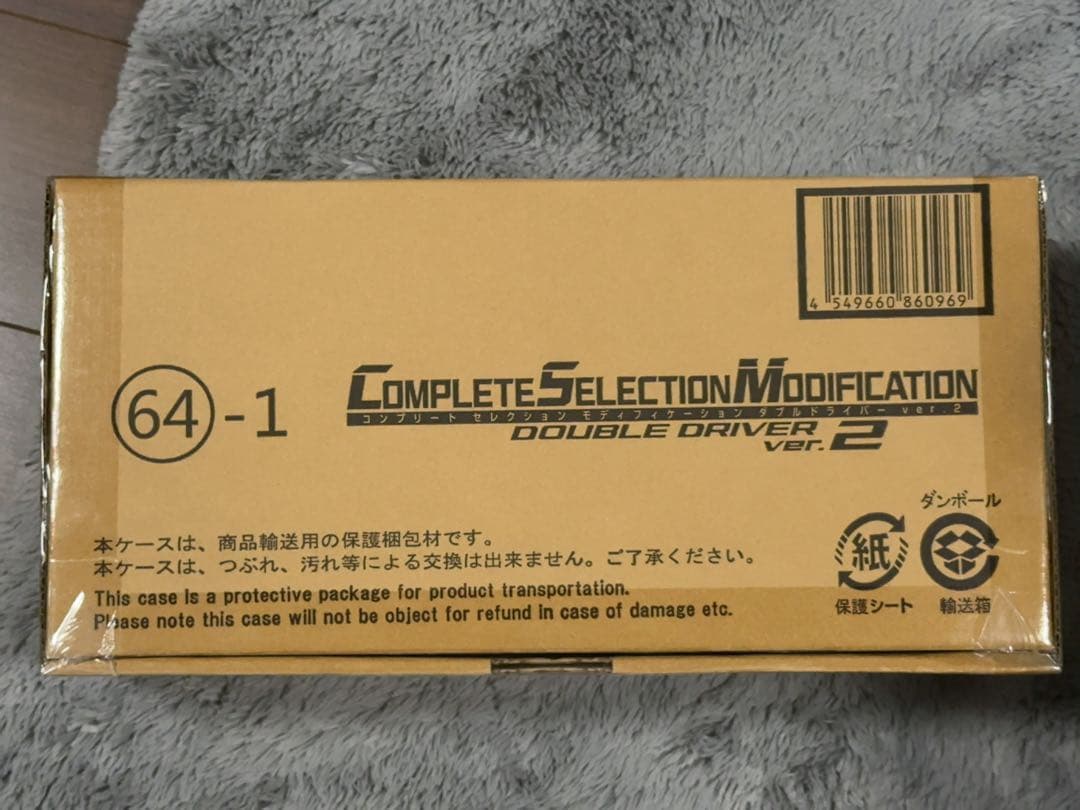 4 549660 860969
64-1
COMPLETE SELECTION MODIFICATION
コンプリート セレクション モディフィケーション ダブルドライバー ver.2
DOUBLE DRIVER
ver.2
ダンボール
本ケースは、商品輸送用の保護梱包材です。
本ケースは、つぶれ、汚れ等による交換は出来ません。ご了承ください。
紙
This case is a protective package for product transportation.
Please note this case will not be object for refund in case of damage etc.
保護シート
輸送箱